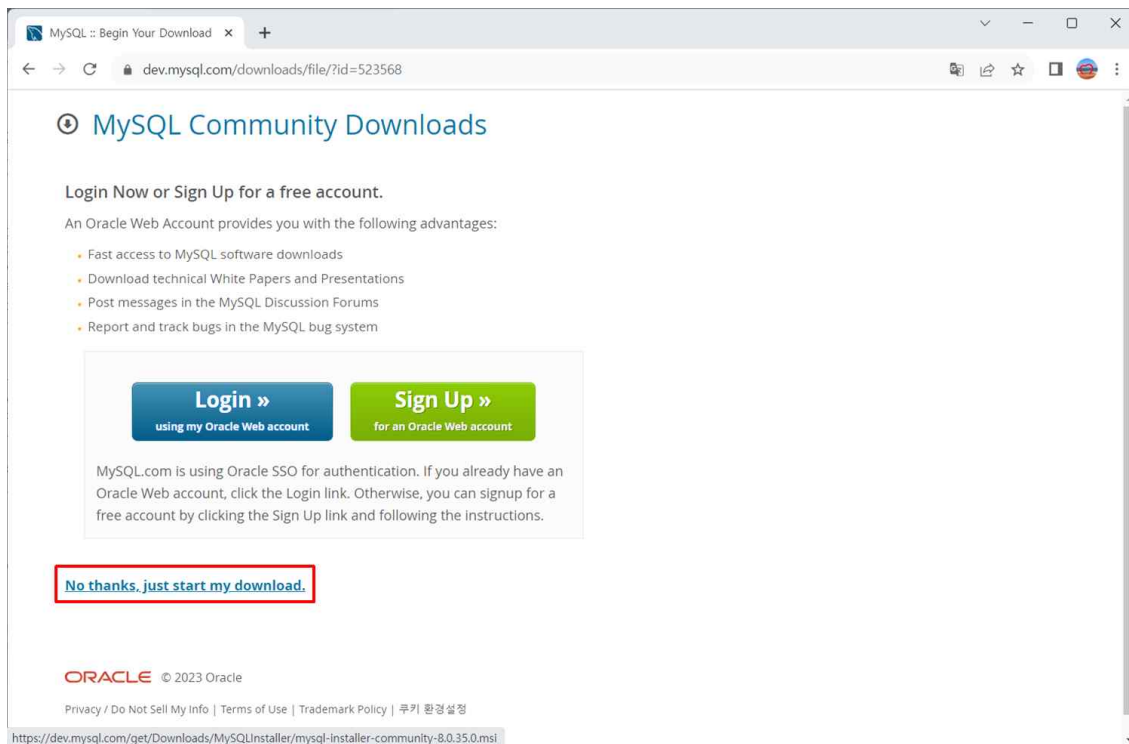 MySQL :: Begin Your Download
dev.mysql.com/downloads/file/?id=523568
MySQL Community Downloads
Login Now or Sign Up for a free account.
An Oracle Web Account provides you with the following advantages:
Fast access to MySQL software downloads
Download technical White Papers and Presentations
Post messages in the MySQL Discussion Forums
Report and track bugs in the MySQL bug system
Login »
using my Oracle Web account
Sign Up »
for an Oracle Web account
MySQL.com is using Oracle SSO for authentication. If you already have an
Oracle Web account, click the Login link. Otherwise, you can signup for a
free account by clicking the Sign Up link and following the instructions.
No thanks, just start my download.
ORACLE © 2023 Oracle
Privacy / Do Not Sell My Info | Terms of Use | Trademark Policy | 쿠키 환경설정
https://dev.mysql.com/get/Downloads/MySQLInstaller/mysql-installer-community-8.0.35.0.msi